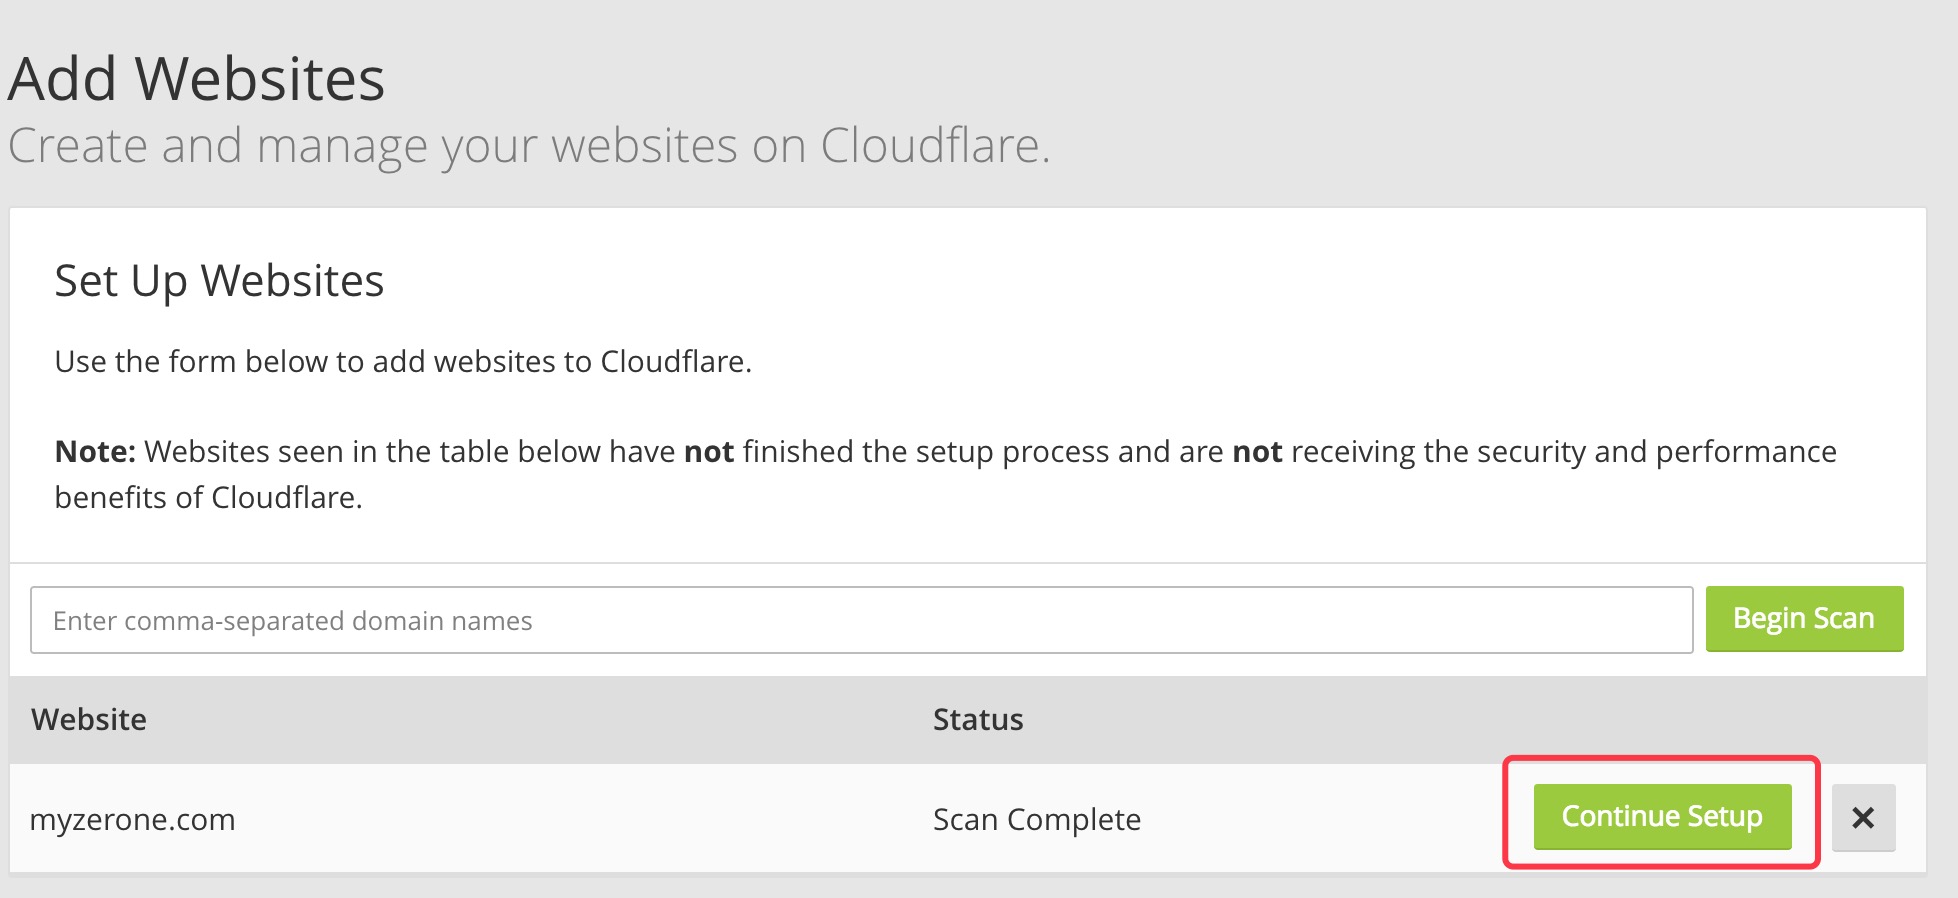 Add Websites
Create and manage your websites on Cloudflare.
Set Up Websites
Use the form below to add websites to Cloudflare.
Note: Websites seen in the table below have not finished the setup process and are not receiving the security and performance
benefits of Cloudflare.
Enter comma-separated domain names
Begin Scan
Website Status
myzerone.com Scan Complete Continue Setup ×